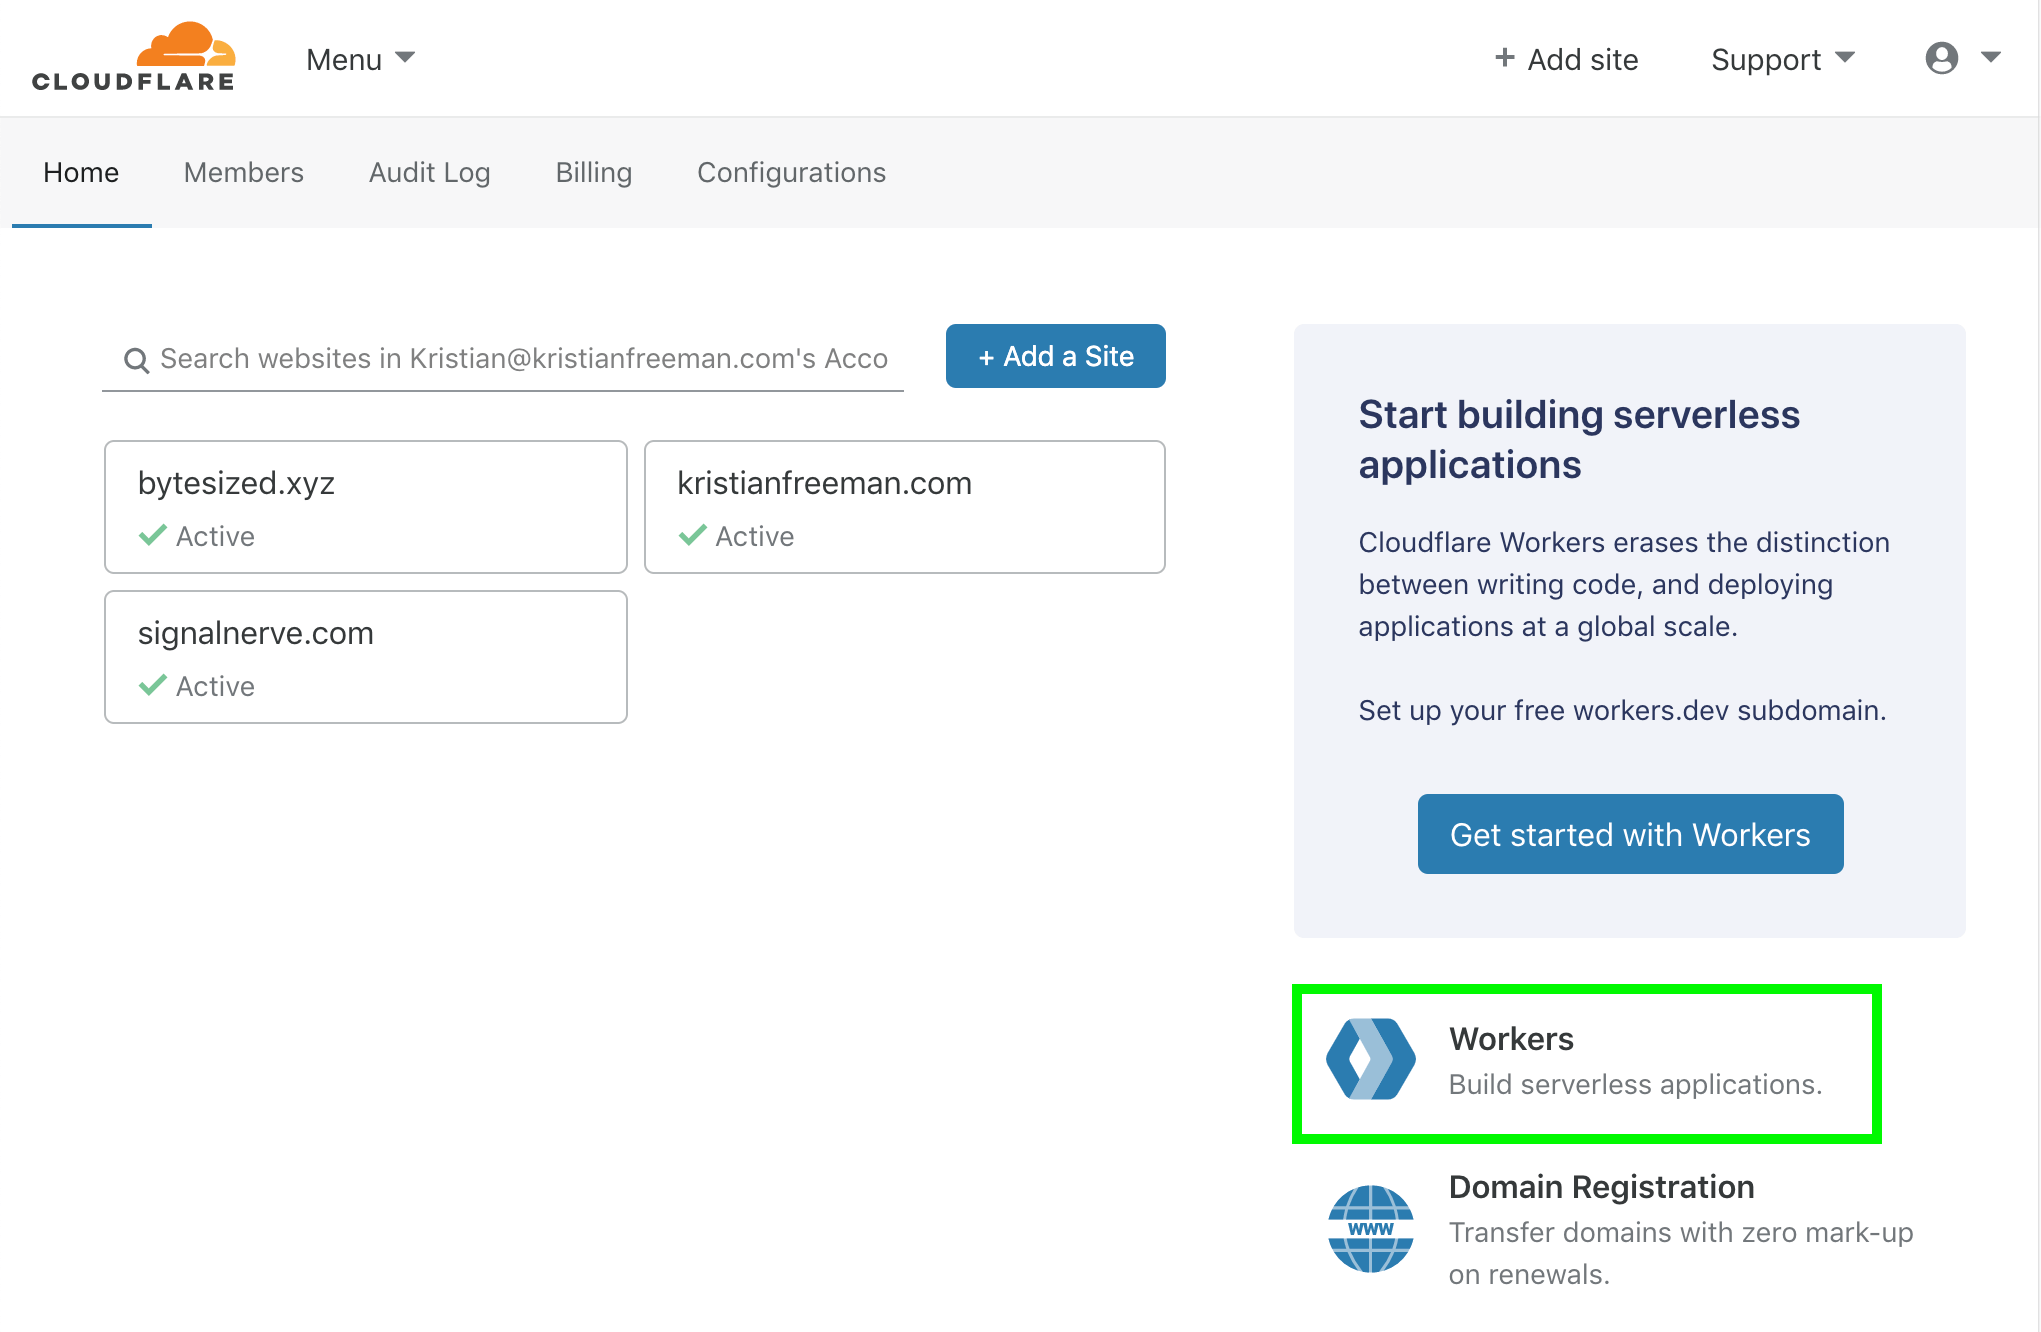 CLOUDFLARE
Menu
+ Add site
Support
Home
Members
Audit Log
Billing
Configurations
Search websites in Kristian@kristianfreeman.com's Acco
+ Add a Site
bytesized.xyz
Active
kristianfreeman.com
Active
signalnerve.com
Active
Start building serverless
applications
Cloudflare Workers erases the distinction
between writing code, and deploying
applications at a global scale.
Set up your free workers.dev subdomain.
Get started with Workers
Workers
Build serverless applications.
www
Domain Registration
Transfer domains with zero mark-up
on renewals.